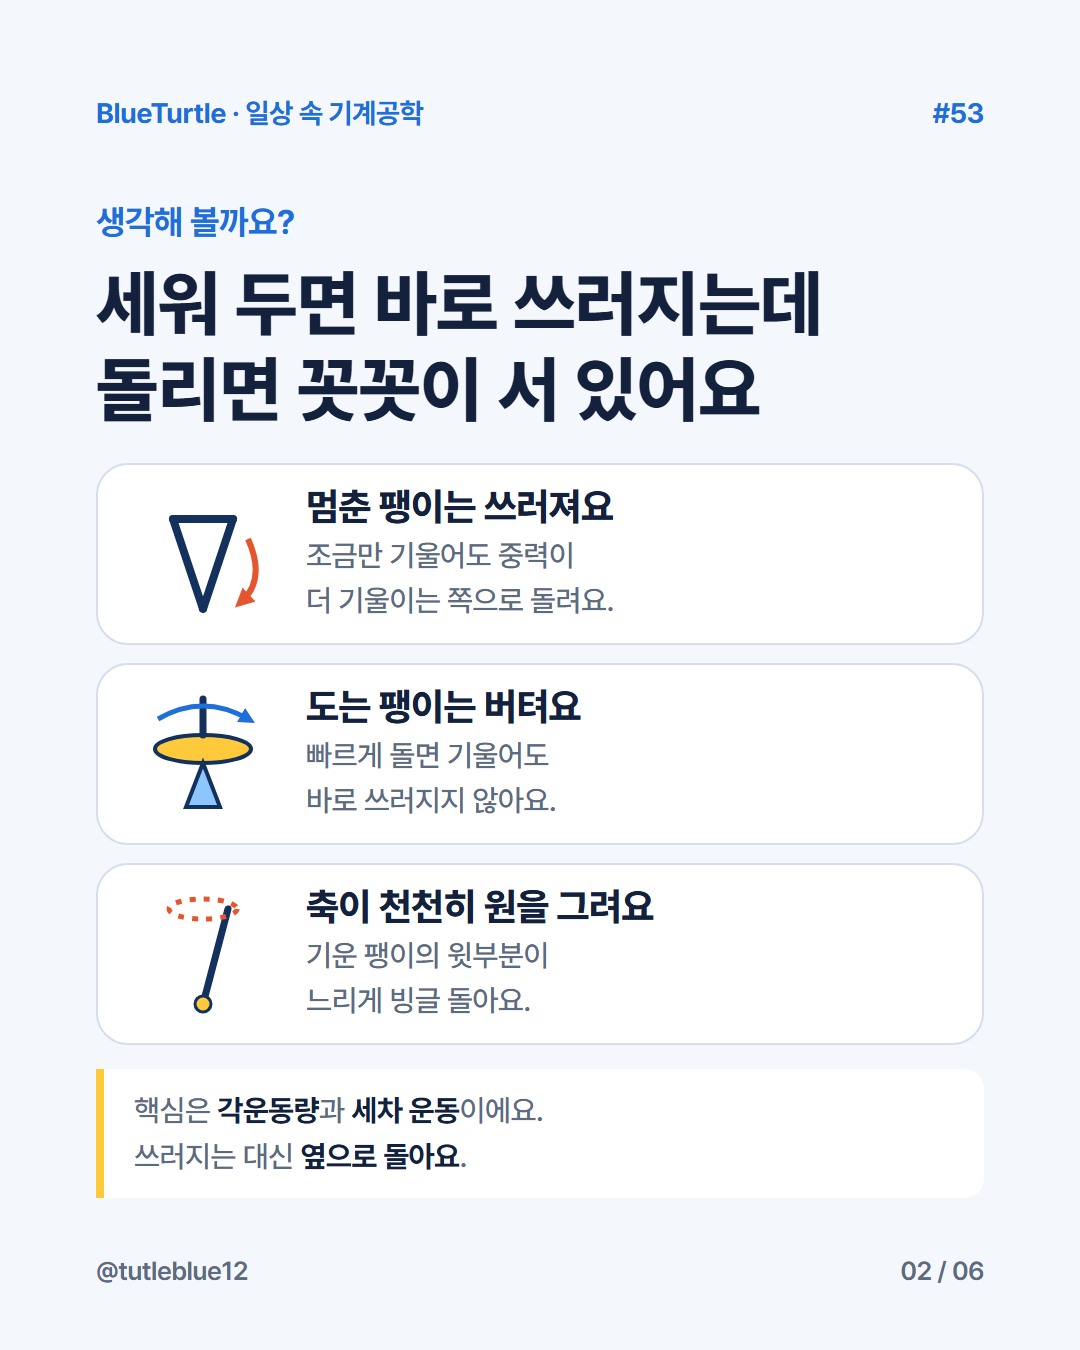 BlueTurtle · 일상 속 기계공학
#53
생각해 볼까요?
세워 두면 바로 쓰러지는데
돌리면 꼿꼿이 서 있어요
멈춘 팽이는 쓰러져요
조금만 기울어도 중력이
더 기울이는 쪽으로 돌려요.
도는 팽이는 버텨요
빠르게 돌면 기울어도
바로 쓰러지지 않아요.
축이 천천히 원을 그려요
기운 팽이의 윗부분이
느리게 빙글 돌아요.
핵심은 각운동량과 세차 운동이에요.
쓰러지는 대신 옆으로 돌아요.
@tutleblue12
02 / 06